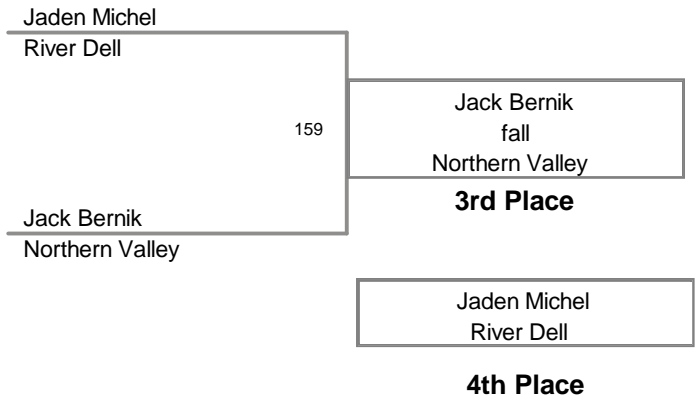 Jaden Michel
River Dell
159
Jack Bernik
fall
Northern Valley
3rd Place
Jack Bernik
Northern Valley
Jaden Michel
River Dell
4th Place